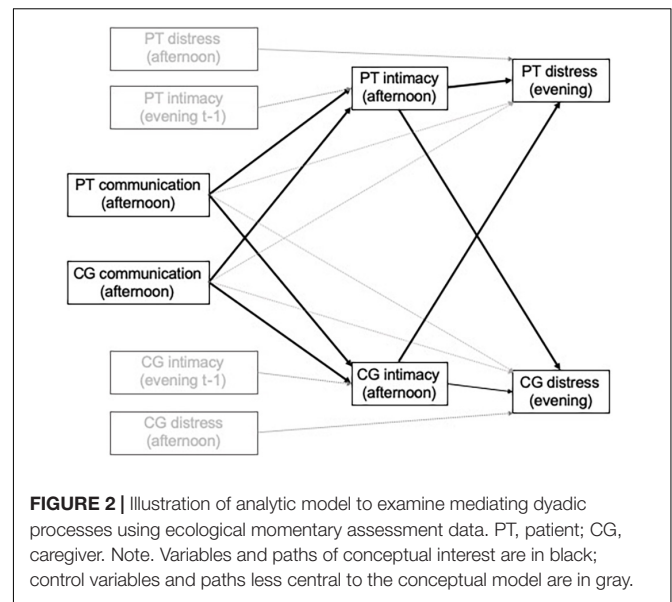 PT distress
(afternoon)
PT intimacy
(evening t-1)
PT communication
(afternoon)
CG communication
(afternoon)
CG intimacy
(evening t-1)
CG distress
(afternoon)
PT intimacy
(afternoon)
CG intimacy
(afternoon)
PT distress
(evening)
CG distress
(evening)
FIGURE 2 | Illustration of analytic model to examine mediating dyadic
processes using ecological momentary assessment data. PT, patient; CG,
caregiver. Note. Variables and paths of conceptual interest are in black;
control variables and paths less central to the conceptual model are in gray.